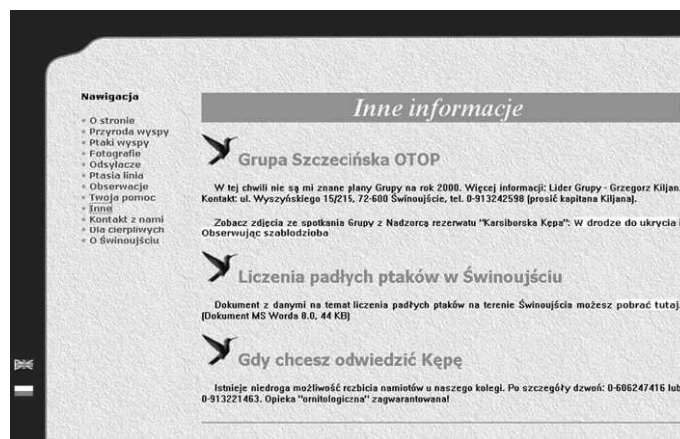 Nawigacja
O stronie
Przyroda wyspy
Ptaki wyspy
Fotografie
Odsyłacze
Ptasia linia
Obserwacje
Twoja pomoc
Inne
Kontakt z nami
Dla cierpliwych
O Świnoujściu
Inne informacje
Grupa Szczecińska OTOP
W tej chwili nie są mi znane plany Grupy na rok 2000. Więcej informacji: Lider Grupy - Grzegorz Kiljan.
Kontakt: ul. Wyszyńskiego 15/215, 72-600 Świnoujście, tel. 0-913242598 (prosić kapitana Kiljana).
Zobacz zdjęcia ze spotkania Grupy z Nadzorcą rezerwatu "Karsiborska Kępa": W drodze do ukrycia i
Obserwując szablodzioba
Liczenia padłych ptaków w Świnoujściu
Dokument z danymi na temat liczenia padłych ptaków na terenie Świnoujścia możesz pobrać tutaj.
(Dokument MS Worda 8.0, 44 KB)
Gdy chcesz odwiedzić Kępę
Istnieje niedroga możliwość rozbicia namiotów u naszego kolegi. Po szczegóły dzwoń: 0-606247416 lub
0-913221463. Opieka "ornitologiczna" zagwarantowana!